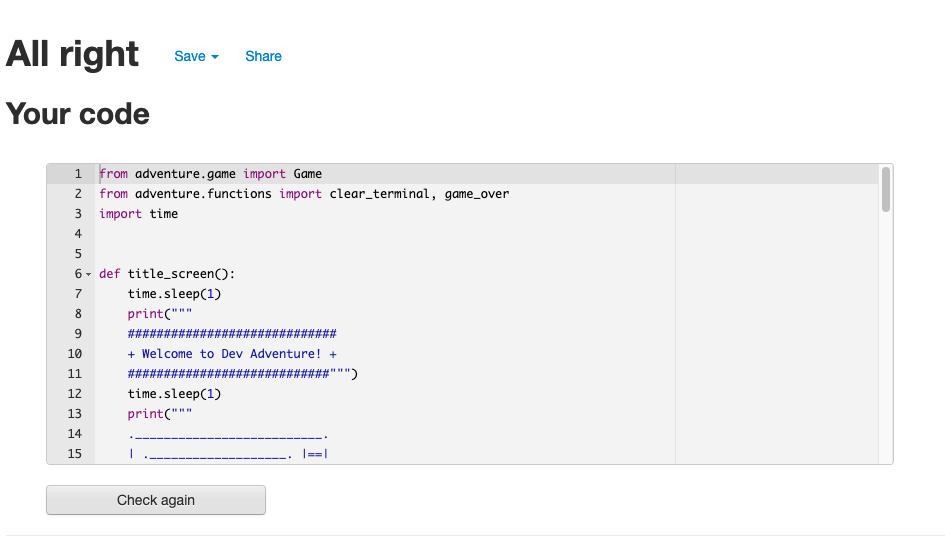 All right Save Share
Your code
1 from adventure.game import Game
2 from adventure.functions import clear_terminal, game_over
3 import time
4
5
6 def title_screen():
7     time.sleep(1)
8     print("""
9     #############################
10     + Welcome to Dev Adventure! +
11     ############################""")
12     time.sleep(1)
13     print("""
14     .__________________________.
15     | .___________________. |==|
Check again